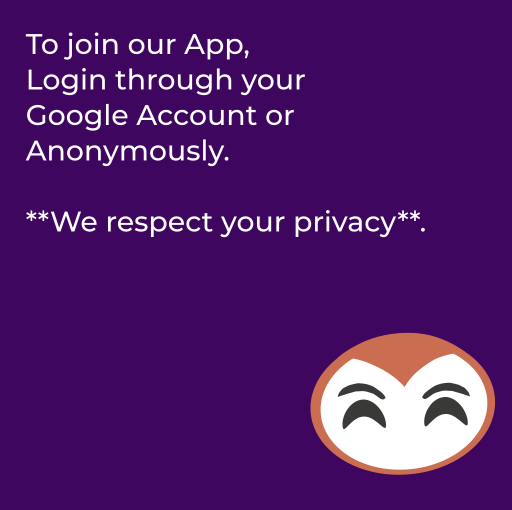 To join our App,
Login through your
Google Account or
Anonymously.
**We respect your privacy**.